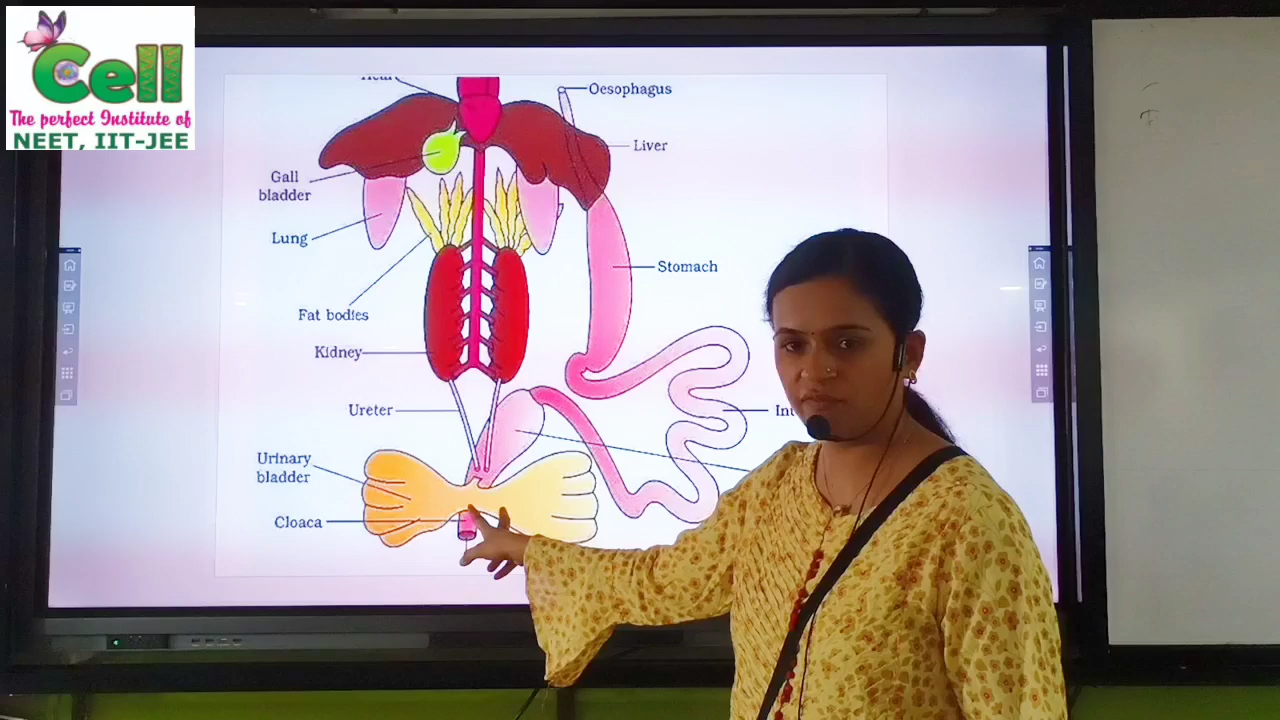 Cell
The perfect Institute of
NEET, IIT-JEE
Oesophagus
Liver
Gall
bladder
Lung
Stomach
Fat bodies
Kidney
Ureter
Urinary
bladder
Cloaca